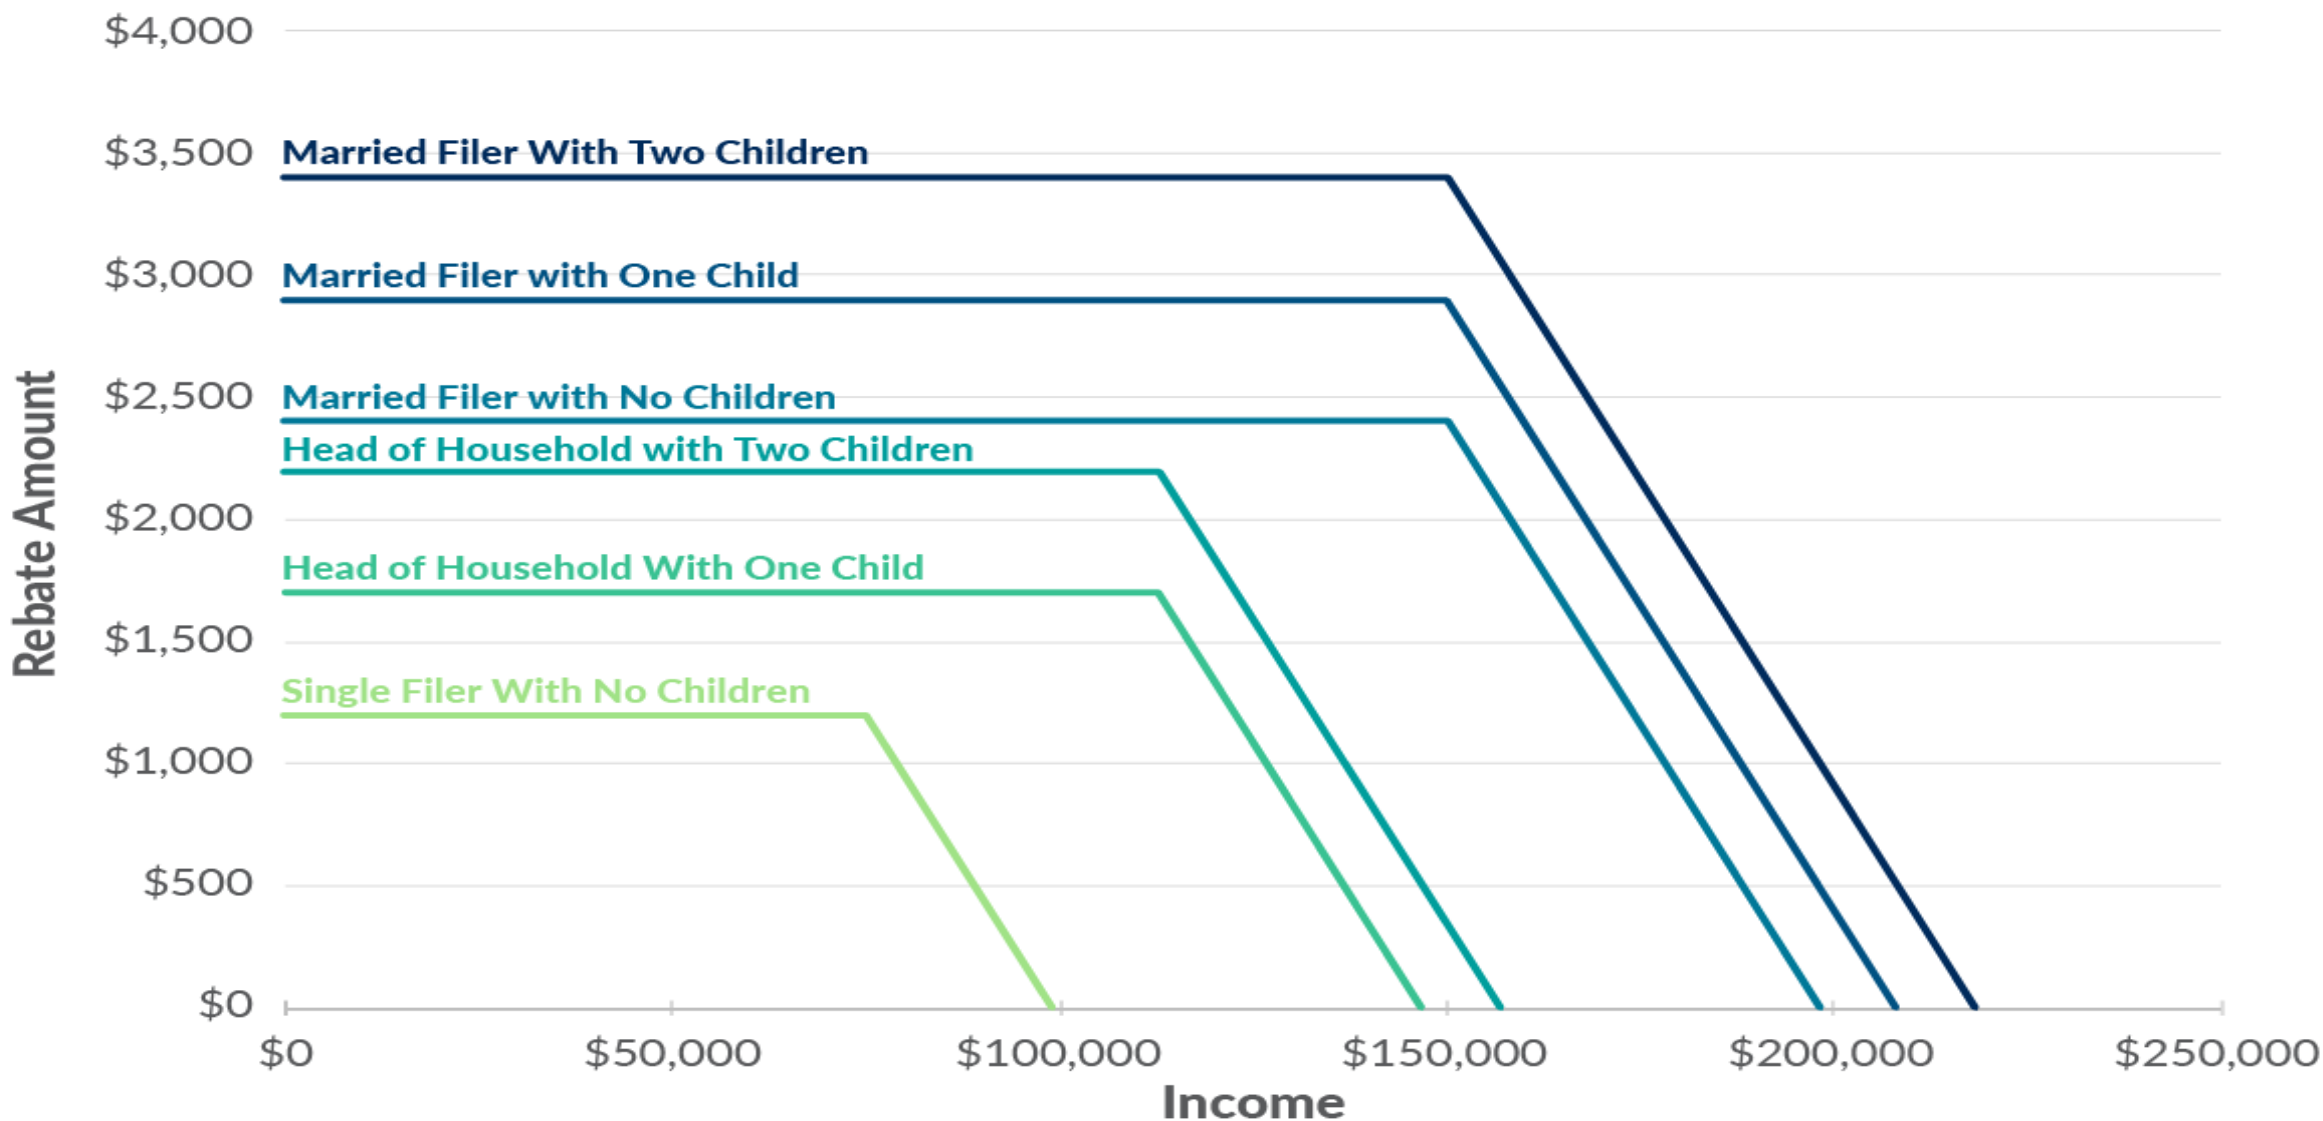 $4,000
$3,500
Married Filer With Two Children
$3,000
Married Filer with One Child
$2,500
Married Filer with No Children
Head of Household with Two Children
$2,000
Head of Household With One Child
$1,500
Single Filer With No Children
$1,000
$500
$0
Rebate Amount
$0 $50,000 $100,000 $150,000 $200,000 $250,000
Income